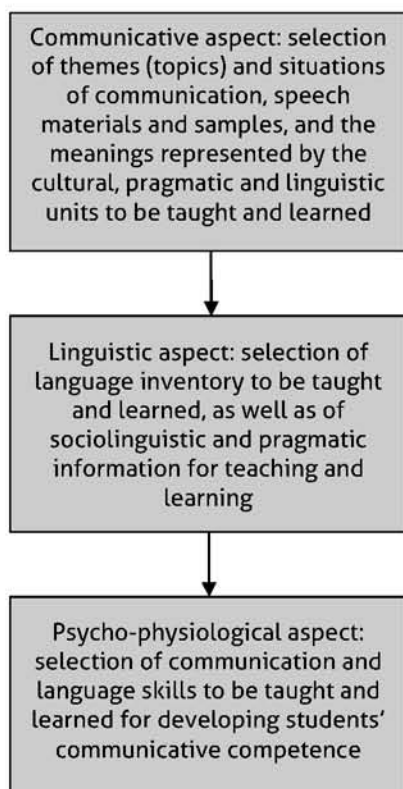 Communicative aspect: selection
of themes (topics) and situations
of communication, speech
materials and samples, and the
meanings represented by the
cultural, pragmatic and linguistic
units to be taught and learned
Linguistic aspect: selection of
language inventory to be taught
and learned, as well as of
sociolinguistic and pragmatic
information for teaching and
learning
Psycho-physiological aspect:
selection of communication and
language skills to be taught and
learned for developing students’
communicative competence